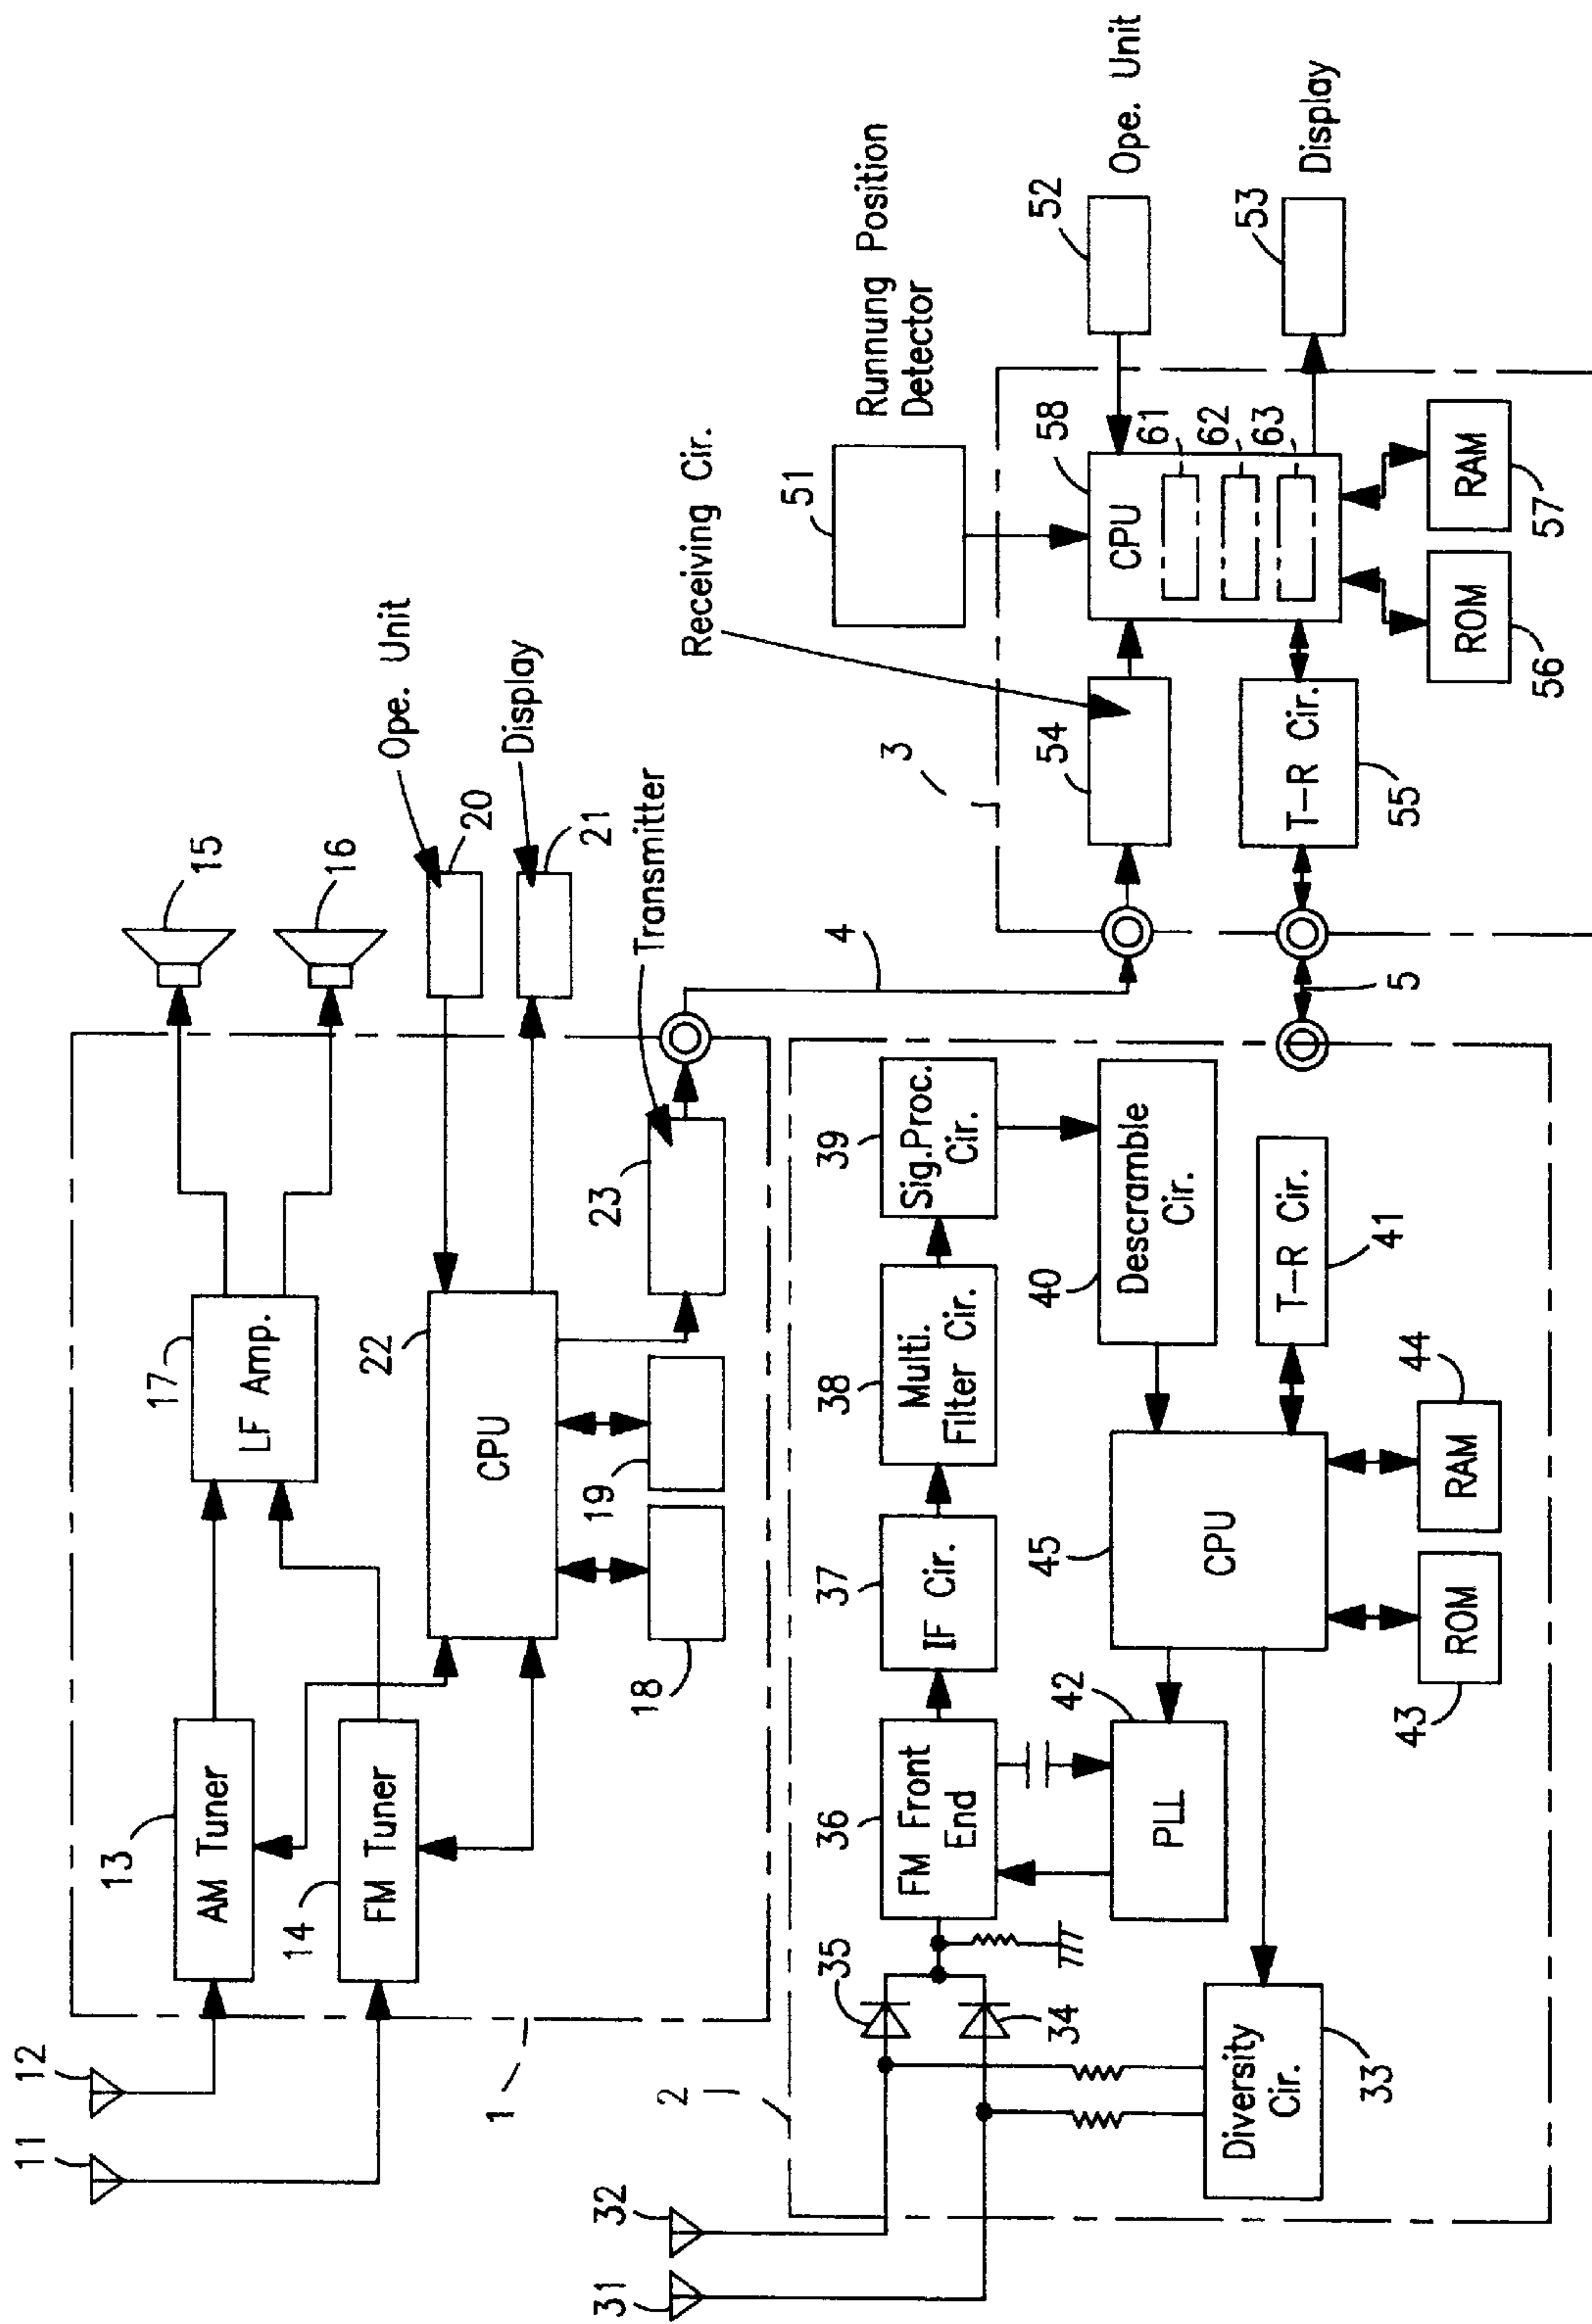 11
12
13
AM Tuner
14
FM Tuner
17
LF Amp.
15
16
22
CPU
18
19
Ope. Unit
20
Display
21
Transmitter
23
1
4
2
31
32
35
34
Diversity
Cir.
33
36
FM Front
End
42
PLL
37
IF Cir.
38
Multi.
Filter Cir.
39
Sig.Proc.
Cir.
40
Descramble
Cir.
T-R Cir.
41
45
CPU
ROM
43
RAM
44
5
3
Receiving Cir.
54
T-R Cir.
55
51
Runnung Position
Detector
58
CPU
61
62
63
ROM
56
RAM
57
52
Ope. Unit
53
Display